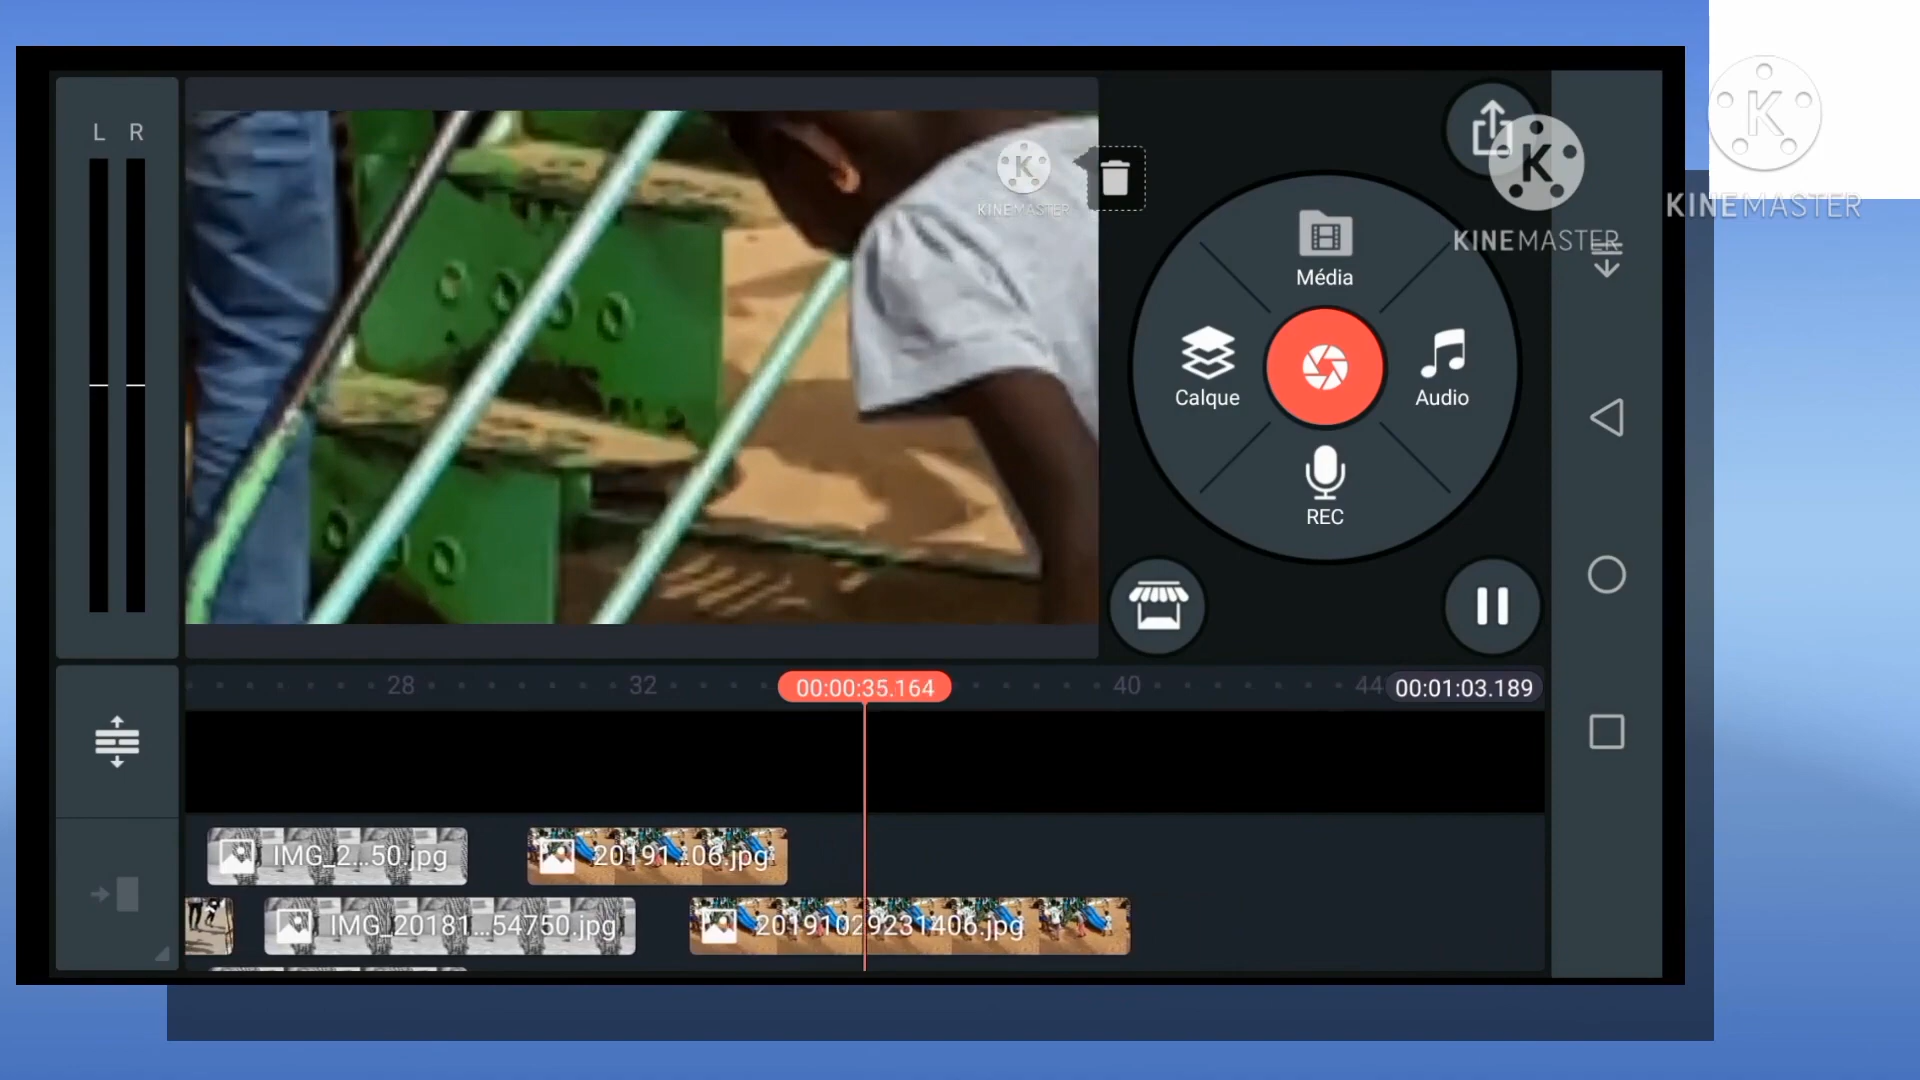 L R
K
KINEMASTER
K
KINEMASTER
K
KINEMASTER
Média
Calque
Audio
REC
28
32
00:00:35.164
40
44
00:01:03.189
IMG_2...50.jpg
20191...06.jpg
IMG_20181...54750.jpg
20191029231406.jpg